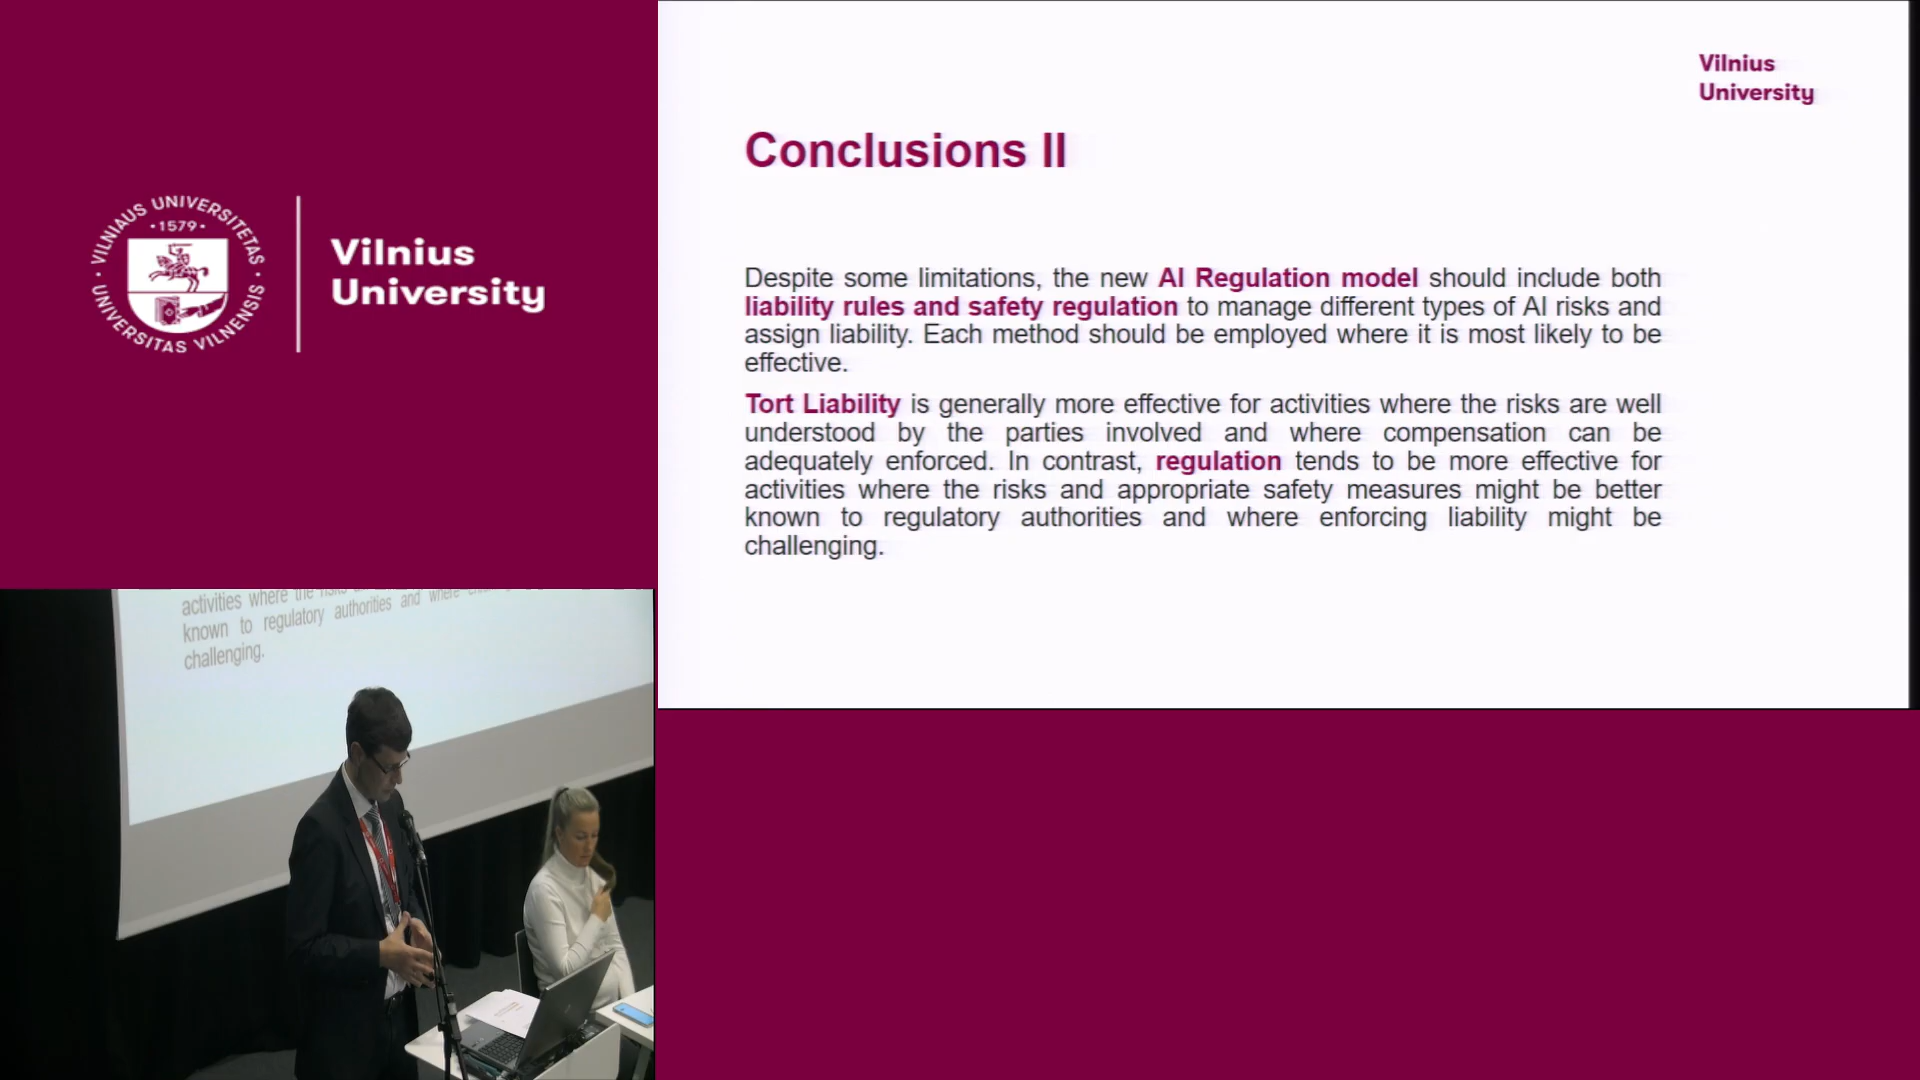 VILNIAUS UNIVERSITETAS
1579
UNIVERSITAS VILNENSIS
Vilnius
University
Vilnius
University
Conclusions II
Despite some limitations, the new AI Regulation model should include both
liability rules and safety regulation to manage different types of AI risks and
assign liability. Each method should be employed where it is most likely to be
effective.
Tort Liability is generally more effective for activities where the risks are well
understood by the parties involved and where compensation can be
adequately enforced. In contrast, regulation tends to be more effective for
activities where the risks and appropriate safety measures might be better
known to regulatory authorities and where enforcing liability might be
challenging.
activities where the risks
known to regulatory authorities and where
challenging.